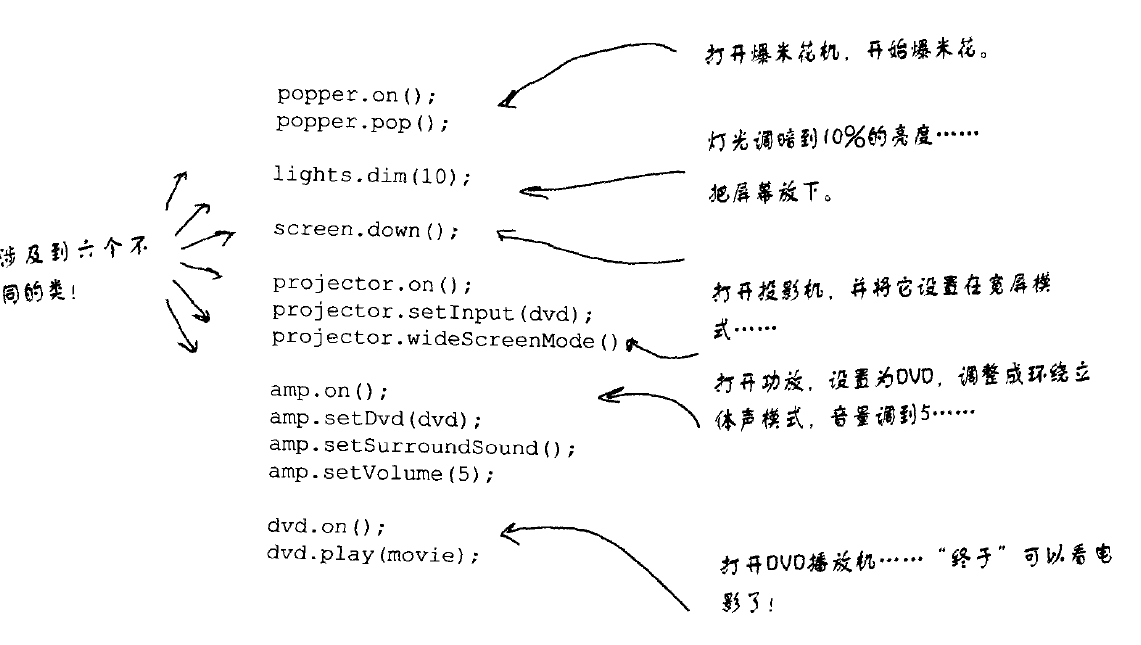 打开爆米花机，开始爆米花。
popper.on();
popper.pop();
灯光调暗到10%的亮度……
lights.dim(10);
把屏幕放下。
screen.down();
涉及到六个不
同的类！
projector.on();
projector.setInput(dvd);
projector.wideScreenMode()
打开投影机，并将它设置在宽屏模
式……
打开功放，设置为DVD，调整成环绕立
体声模式，音量调到5……
amp.on();
amp.setDvd(dvd);
amp.setSurroundSound();
amp.setVolume(5);
dvd.on();
dvd.play(movie);
打开DVD播放机……“终于”可以看电
影了！